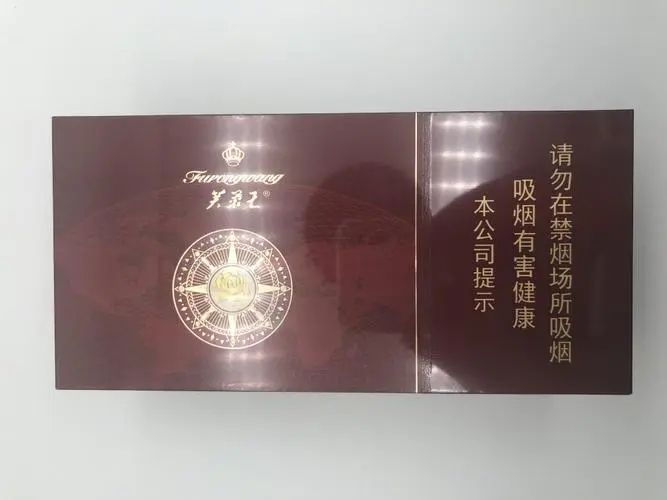 Furongwang
芙蓉王®
本公司提示
吸烟有害健康
请勿在禁烟场所吸烟